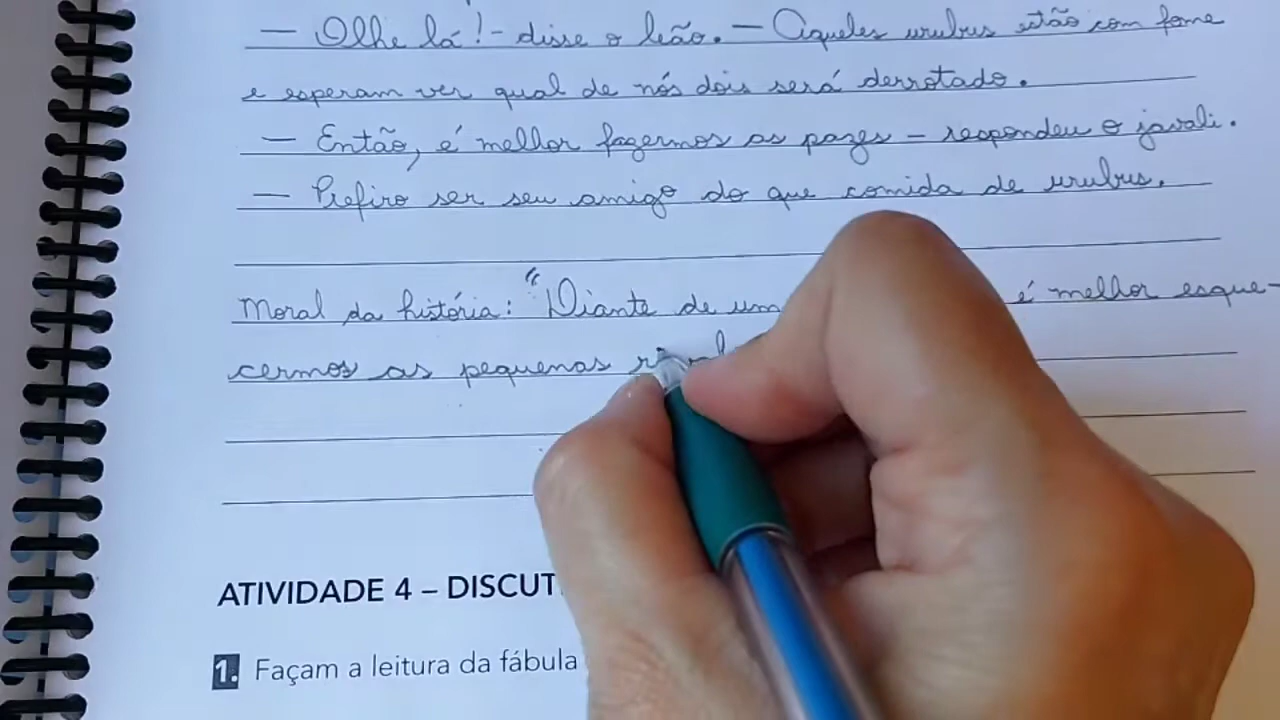 — Olhe lá! - disse o leão. — Aqueles urubus estão com fome
e esperam ver qual de nós dois será derrotado.
— Então, é mellor fazermos as pazes – respondeu o javali.
— Prefiro ser seu amigo do que comida de urubus.
Moral da história: "Diante de um é melhor esque-
cermos as pequenas
ATIVIDADE 4 – DISCUT
1. Façam a leitura da fábula